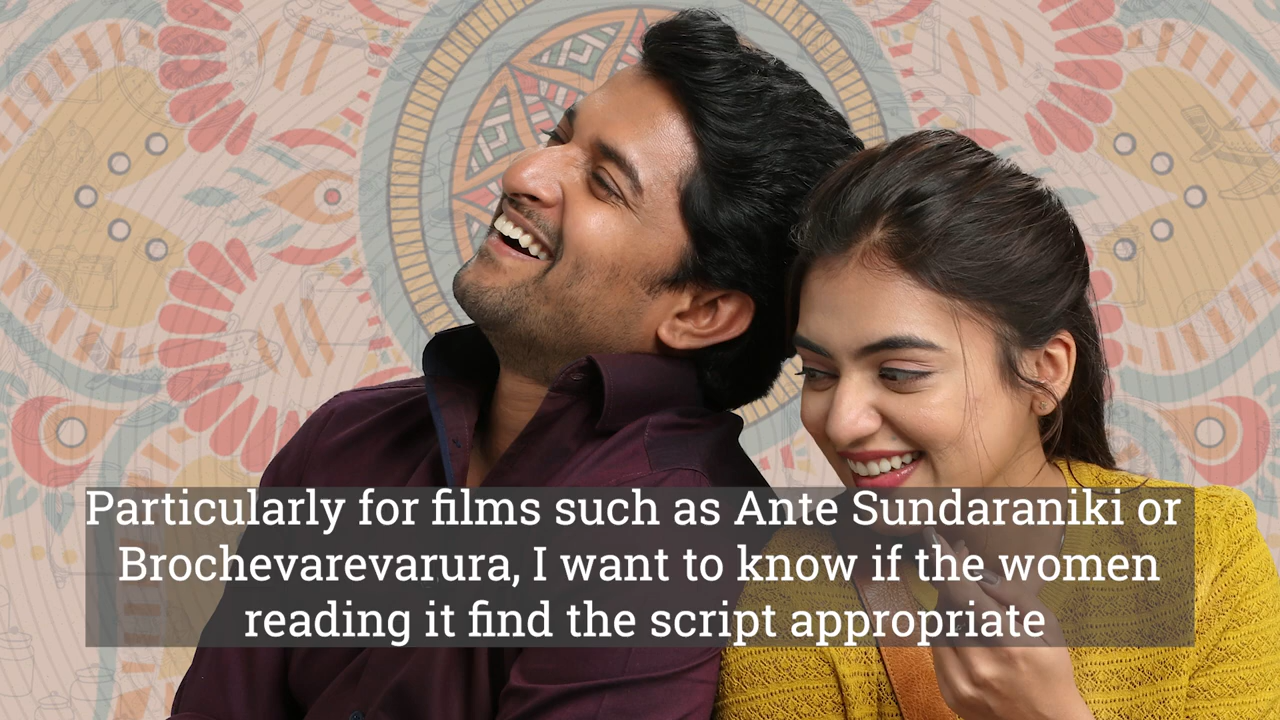 Particularly for films such as Ante Sundaraniki or
Brochevarevarura, I want to know if the women
reading it find the script appropriate